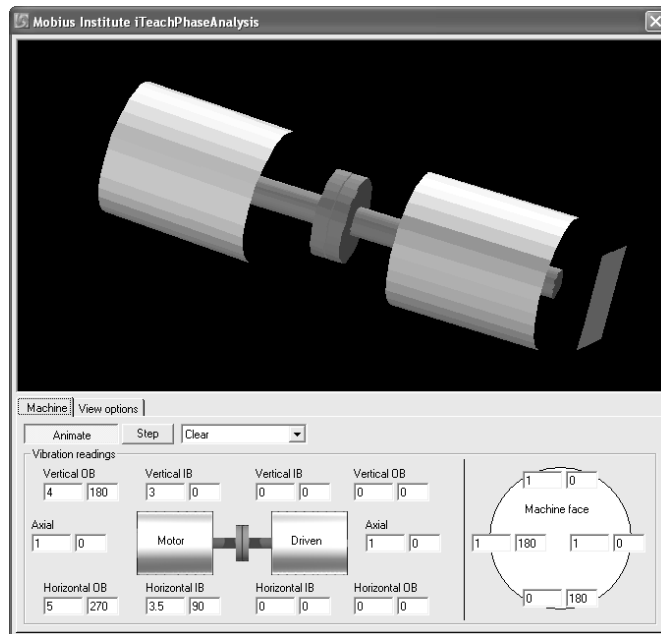 Mobius Institute iTeachPhaseAnalysis
Machine View options
Animate Step Clear
Vibration readings
Vertical OB Vertical IB Vertical IB Vertical OB
4 180 3 0 0 0 0 0
1 0
Machine face
Axial Axial
Motor Driven
1 0 1 0
1 180 1 0
Horizontal OB Horizontal IB Horizontal IB Horizontal OB
5 270 3.5 90 0 0 0 0
0 180